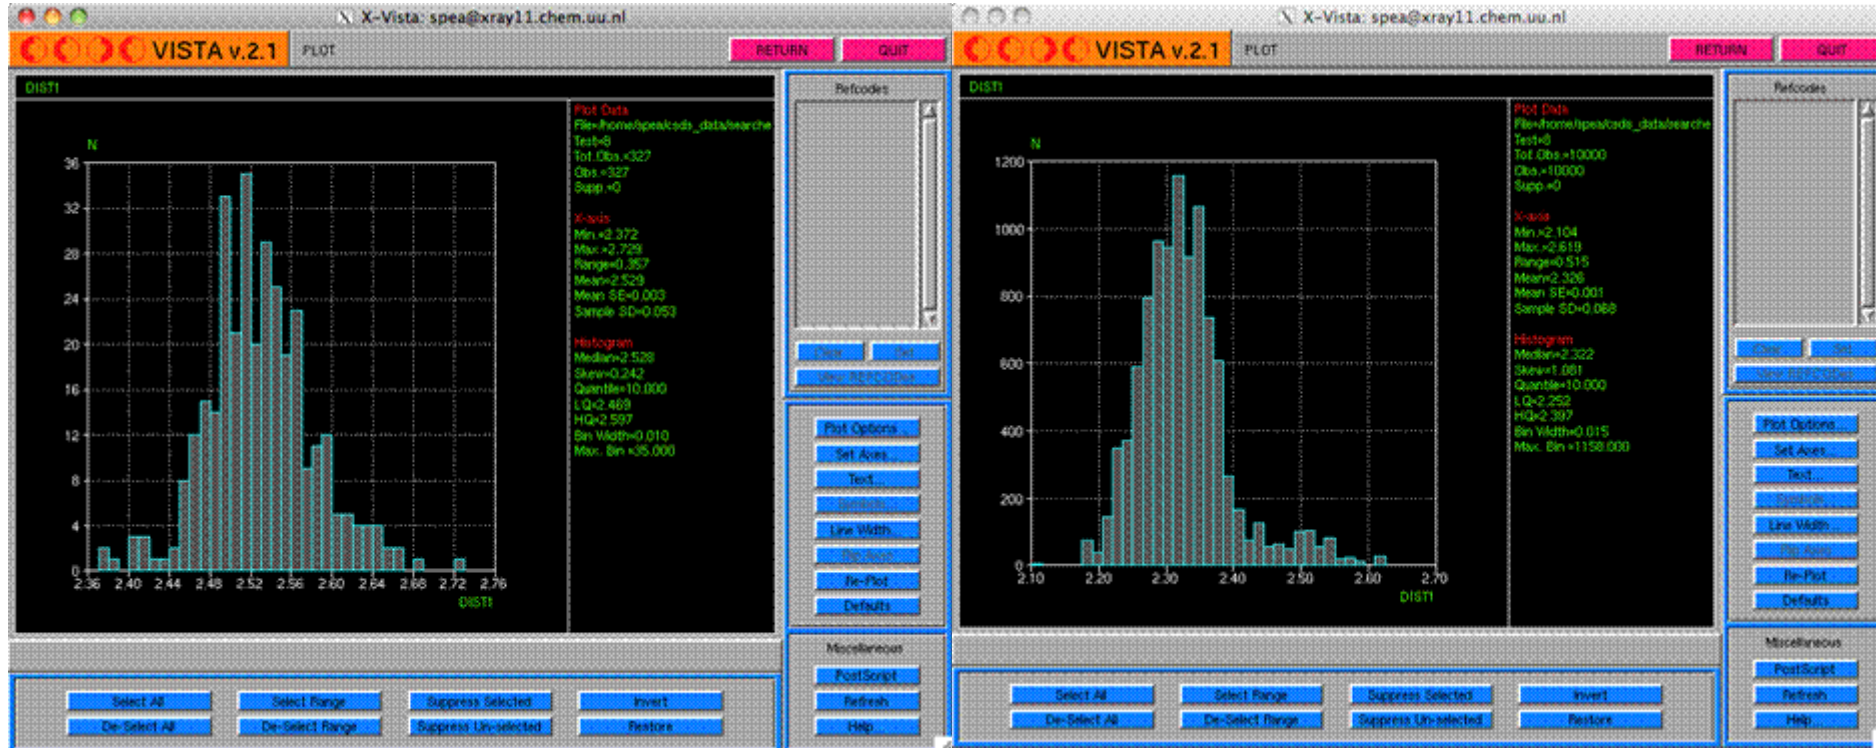 X-Vista: spea@xray11.chem.uu.nl
VISTA v.2.1
PLOT
RETURN
QUIT
DIST1
N
36
32
28
24
20
16
12
8
4
0
2.36 2.40 2.44 2.48 2.52 2.56 2.60 2.64 2.68 2.72 2.76
DIST1
Plot Data
File=/home/spea/csds_data/searche
Test=8
Tot.Obs.=327
Obs.=327
Supp.=0
X-axis
Min.=2.372
Max.=2.729
Range=0.357
Mean=2.529
Mean SE=0.003
Sample SD=0.053
Histogram
Median=2.528
Skew=0.242
Quantile=10.000
LQ=2.469
HQ=2.597
Bin Width=0.010
Max. Bin =35.000
Refcodes
Plot Options...
Set Axes...
Text...
Line Width...
Re-Plot
Defaults
Miscellaneous
PostScript
Refresh
Help...
Select All
Select Range
Suppress Selected
Invert
De-Select All
De-Select Range
Suppress Un-selected
Restore
X-Vista: spea@xray11.chem.uu.nl
VISTA v.2.1
PLOT
RETURN
QUIT
DIST1
N
1200
1000
800
600
400
200
0
2.10 2.20 2.30 2.40 2.50 2.60 2.70
DIST1
Plot Data
File=/home/spea/csds_data/searche
Test=8
Tot.Obs.=10000
Obs.=10000
Supp.=0
X-axis
Min.=2.104
Max.=2.619
Range=0.515
Mean=2.326
Mean SE=0.001
Sample SD=0.068
Histogram
Median=2.322
Skew=1.081
Quantile=10.000
LQ=2.252
HQ=2.397
Bin Width=0.015
Max. Bin =1158.000
Refcodes
Plot Options...
Set Axes...
Text...
Line Width...
Re-Plot
Defaults
Miscellaneous
PostScript
Refresh
Help...
Select All
Select Range
Suppress Selected
Invert
De-Select All
De-Select Range
Suppress Un-selected
Restore